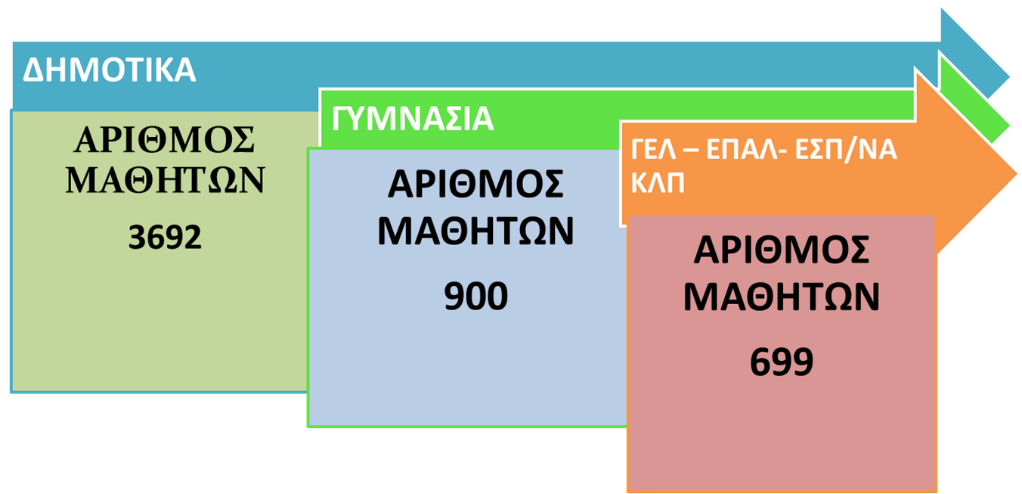 ΔΗΜΟΤΙΚΑ
ΑΡΙΘΜΟΣ
ΜΑΘΗΤΩΝ
3692
ΓΥΜΝΑΣΙΑ
ΑΡΙΘΜΟΣ
ΜΑΘΗΤΩΝ
900
ΓΕΛ – ΕΠΑΛ- ΕΣΠ/ΝΑ
ΚΛΠ
ΑΡΙΘΜΟΣ
ΜΑΘΗΤΩΝ
699